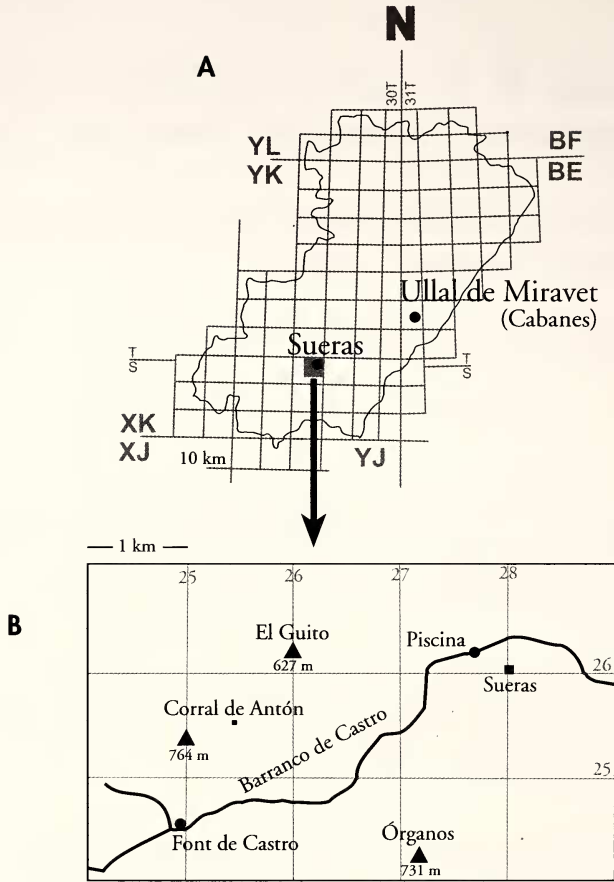 N
A
30T
31T
YL
BF
YK
BE
Ullal de Miravet
(Cabanes)
Sueras
T
S
T
S
XK
XJ
10 km
YJ
1 km
B
25
26
27
28
El Guito
627 m
Piscina
26
Sueras
Corral de Antón
764 m
Barranco de Castro
25
Font de Castro
Órganos
731 m